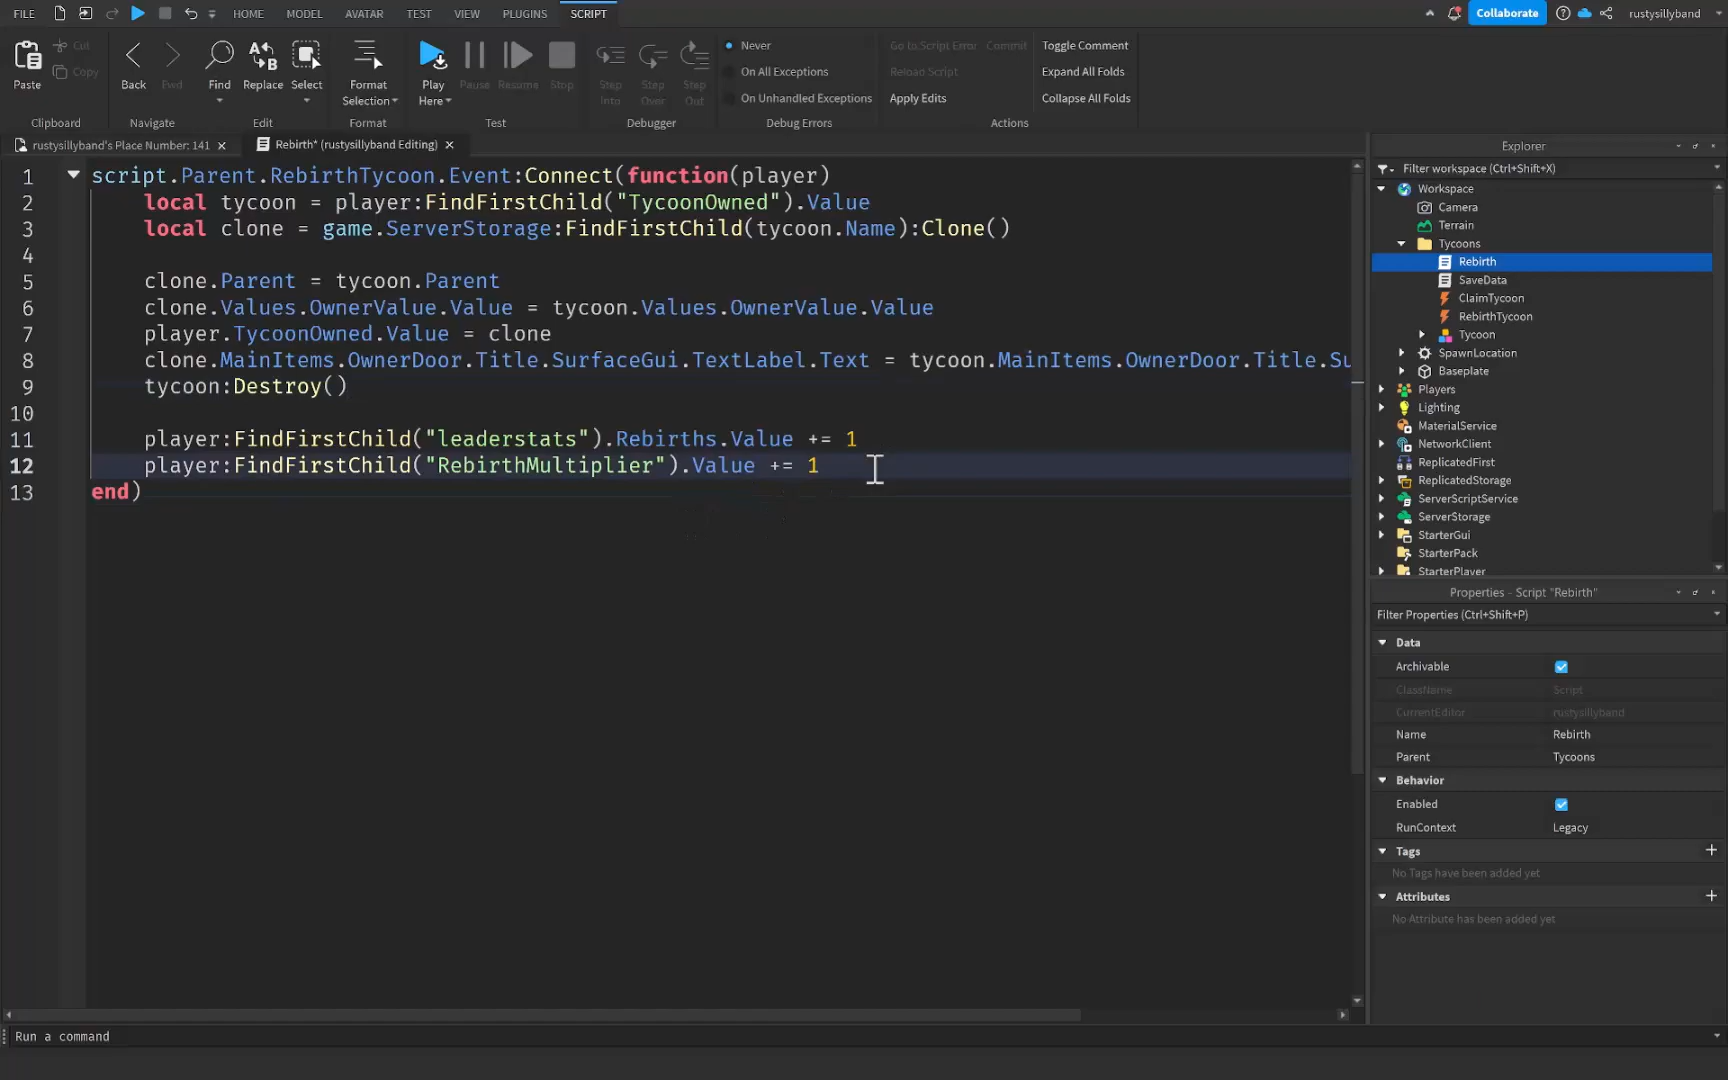 FILE HOME MODEL AVATAR TEST VIEW PLUGINS SCRIPT Collaborate rustysillyband
Paste Cut Copy
Back Fwd Find Replace Select Format Selection Play Here Pause Resume Stop Step Into Step Over Step Out
Never
On All Exceptions
On Unhandled Exceptions
Go to Script Error Commit
Reload Script
Apply Edits
Toggle Comment
Expand All Folds
Collapse All Folds
Clipboard Navigate Edit Format Test Debugger Debug Errors Actions
rustysillyband's Place Number: 141 Rebirth* (rustysillyband Editing)
1 script.Parent.RebirthTycoon.Event:Connect(function(player)
2 local tycoon = player:FindFirstChild("TycoonOwned").Value
3 local clone = game.ServerStorage:FindFirstChild(tycoon.Name):Clone()
4
5 clone.Parent = tycoon.Parent
6 clone.Values.OwnerValue.Value = tycoon.Values.OwnerValue.Value
7 player.TycoonOwned.Value = clone
8 clone.MainItems.OwnerDoor.Title.SurfaceGui.TextLabel.Text = tycoon.MainItems.OwnerDoor.Title.Su
9 tycoon:Destroy()
10
11 player:FindFirstChild("leaderstats").Rebirths.Value += 1
12 player:FindFirstChild("RebirthMultiplier").Value += 1
13 end)
Run a command
Explorer
Filter workspace (Ctrl+Shift+X)
Workspace
Camera
Terrain
Tycoons
Rebirth
SaveData
ClaimTycoon
RebirthTycoon
Tycoon
SpawnLocation
Baseplate
Players
Lighting
MaterialService
NetworkClient
ReplicatedFirst
ReplicatedStorage
ServerScriptService
ServerStorage
StarterGui
StarterPack
StarterPlayer
Properties - Script "Rebirth"
Filter Properties (Ctrl+Shift+P)
Data
Archivable
ClassName Script
CurrentEditor rustysillyband
Name Rebirth
Parent Tycoons
Behavior
Enabled
RunContext Legacy
Tags
No Tags have been added yet
Attributes
No Attribute has been added yet